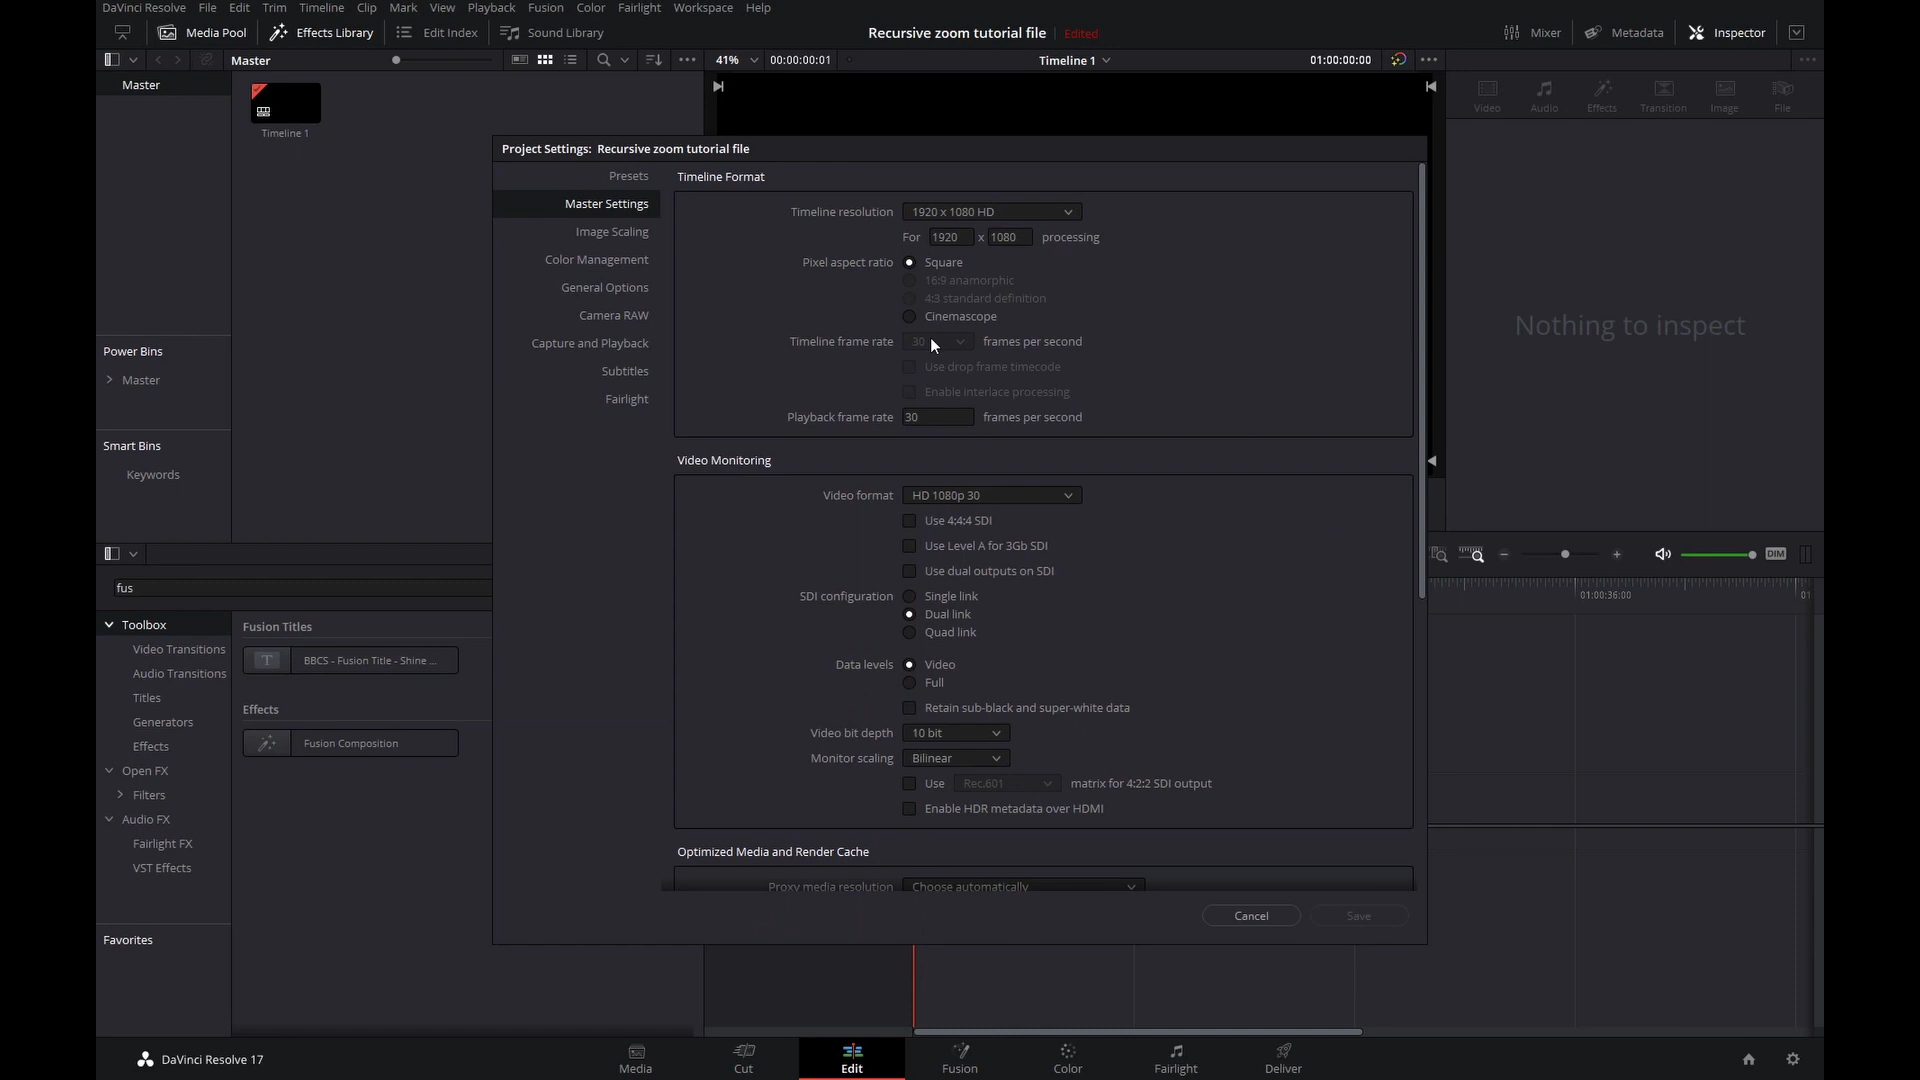 DaVinci Resolve File Edit Trim Timeline Clip Mark View Playback Fusion Color Fairlight Workspace Help
Media Pool Effects Library Edit Index Sound Library Recursive zoom tutorial file Edited Mixer Metadata Inspector
Master 41% 00:00:00:01 Timeline 1 01:00:00:00
Master
Timeline 1
Video Audio Effects Transition Image File
Nothing to inspect
Power Bins
Master
Smart Bins
Keywords
Project Settings: Recursive zoom tutorial file
Presets
Master Settings
Image Scaling
Color Management
General Options
Camera RAW
Capture and Playback
Subtitles
Fairlight
Timeline Format
Timeline resolution 1920 x 1080 HD
For 1920 x 1080 processing
Pixel aspect ratio Square
16:9 anamorphic
4:3 standard definition
Cinemascope
Timeline frame rate 30 frames per second
Use drop frame timecode
Enable interlace processing
Playback frame rate 30 frames per second
Video Monitoring
Video format HD 1080p 30
Use 4:4:4 SDI
Use Level A for 3Gb SDI
Use dual outputs on SDI
SDI configuration Single link
Dual link
Quad link
Data levels Video
Full
Retain sub-black and super-white data
Video bit depth 10 bit
Monitor scaling Bilinear
Use Rec.601 matrix for 4:2:2 SDI output
Enable HDR metadata over HDMI
Optimized Media and Render Cache
Proxy media resolution Choose automatically
Cancel Save
DIM
01:00:36:00 01
fus
Toolbox
Video Transitions
Audio Transitions
Titles
Generators
Effects
Open FX
Filters
Audio FX
Fairlight FX
VST Effects
Favorites
Fusion Titles
T BBCS - Fusion Title - Shine ...
Effects
Fusion Composition
DaVinci Resolve 17 Media Cut Edit Fusion Color Fairlight Deliver